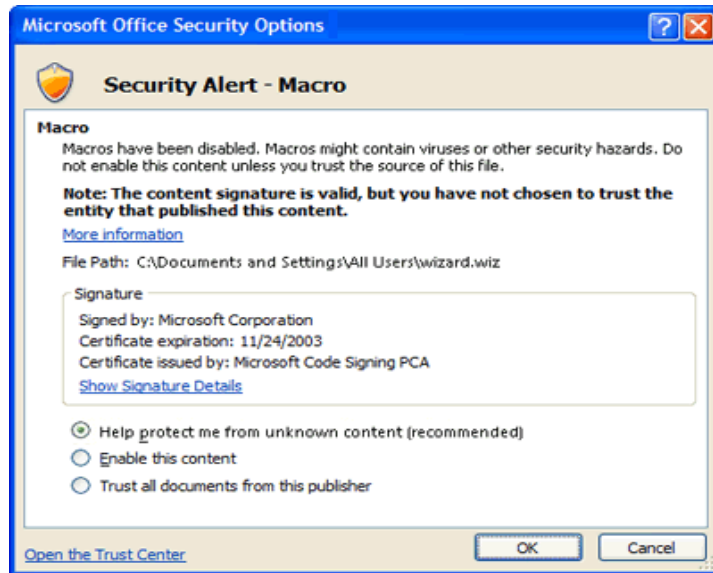 Microsoft Office Security Options
Security Alert - Macro
Macro
Macros have been disabled. Macros might contain viruses or other security hazards. Do
not enable this content unless you trust the source of this file.
Note: The content signature is valid, but you have not chosen to trust the
entity that published this content.
More information
File Path: C:\Documents and Settings\All Users\wizard.wiz
Signature
Signed by: Microsoft Corporation
Certificate expiration: 11/24/2003
Certificate issued by: Microsoft Code Signing PCA
Show Signature Details
Help protect me from unknown content (recommended)
Enable this content
Trust all documents from this publisher
Open the Trust Center
OK
Cancel